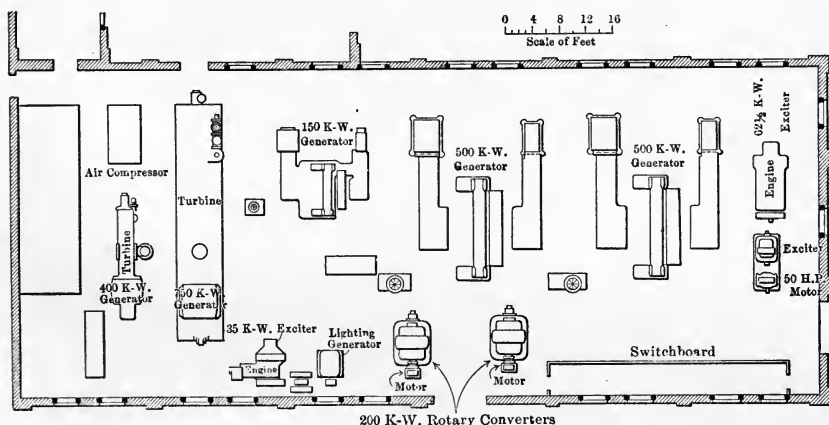 0 4 8 12 16
Scale of Feet
62½ K-W.
Exciter
150 K-W.
Generator
500 K-W.
Generator
500 K-W.
Generator
Air Compressor
Engine
Turbine
Turbine
Exciter
400 K-W.
Generator
750 K-W.
Generator
50 H.P.
Motor
35 K-W. Exciter
Lighting
Generator
Engine
Switchboard
Motor
Motor
200 K-W. Rotary Converters